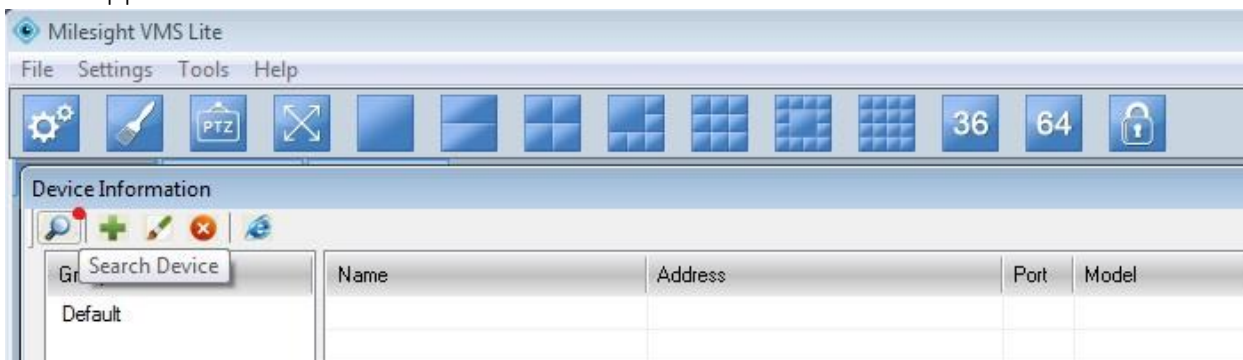 Milesight VMS Lite
File Settings Tools Help
PTZ 36 64
Device Information
Search Device
Name Address Port Model
Default